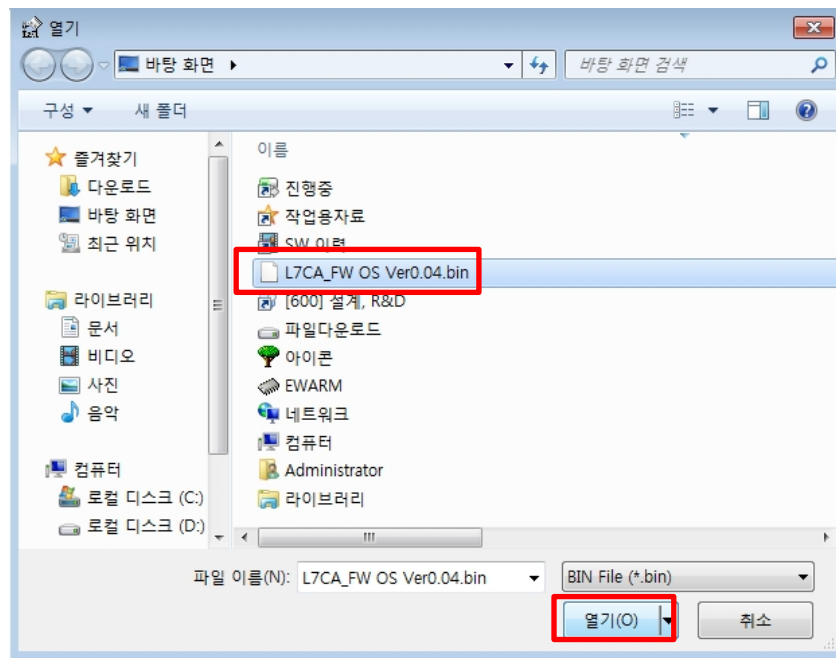 열기
바탕 화면
바탕 화면 검색
구성
새 폴더
즐겨찾기
다운로드
바탕 화면
최근 위치
라이브러리
문서
비디오
사진
음악
컴퓨터
로컬 디스크 (C:)
로컬 디스크 (D:)
이름
진행중
작업용자료
SW 이력
L7CA_FW OS Ver0.04.bin
[600] 설계, R&D
파일다운로드
아이콘
EWARM
네트워크
컴퓨터
Administrator
라이브러리
파일 이름(N): L7CA_FW OS Ver0.04.bin
BIN File (*.bin)
열기(O)
취소